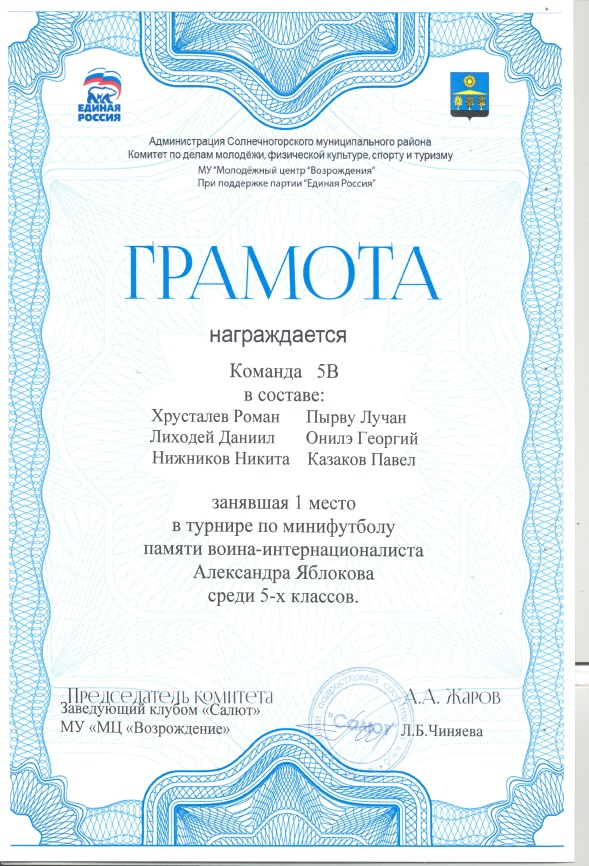 ЕДИНАЯ
РОССИЯ
Администрация Солнечногорского муниципального района
Комитет по делам молодёжи, физической культуре, спорту и туризму
МУ "Молодёжный центр "Возрождения"
При поддержке партии "Единая Россия"
ГРАМОТА
награждается
Команда 5В
в составе:
Хрусталев Роман Пырву Лучан
Лиходей Даниил Онилэ Георгий
Нижников Никита Казаков Павел
занявшая 1 место
в турнире по минифутболу
памяти воина-интернационалиста
Александра Яблокова
среди 5-х классов.
Председатель комитета А.А. Жаров
Заведующий клубом «Салют»
МУ «МЦ «Возрождение» Л.Б.Чиняева
"Салют"